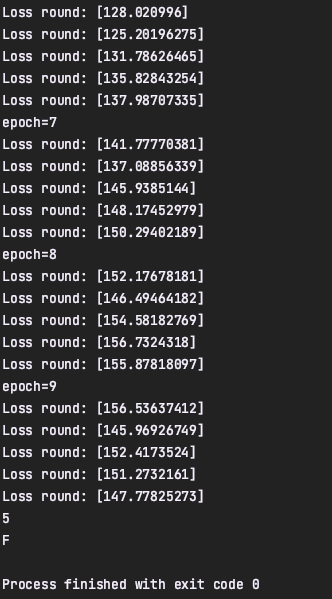 Loss round: [128.020996]
Loss round: [125.20196275]
Loss round: [131.78626465]
Loss round: [135.82843254]
Loss round: [137.98707335]
epoch=7
Loss round: [141.77770381]
Loss round: [137.08856339]
Loss round: [145.9385144]
Loss round: [148.17452979]
Loss round: [150.29402189]
epoch=8
Loss round: [152.17678181]
Loss round: [146.49464182]
Loss round: [154.58182769]
Loss round: [156.7324318]
Loss round: [155.87818097]
epoch=9
Loss round: [156.53637412]
Loss round: [145.96926749]
Loss round: [152.4173524]
Loss round: [151.2732161]
Loss round: [147.77825273]
5
F
Process finished with exit code 0